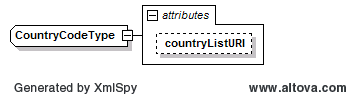 attributes
CountryCodeType
countryListURI
Generated by XmlSpy
www.altova.com